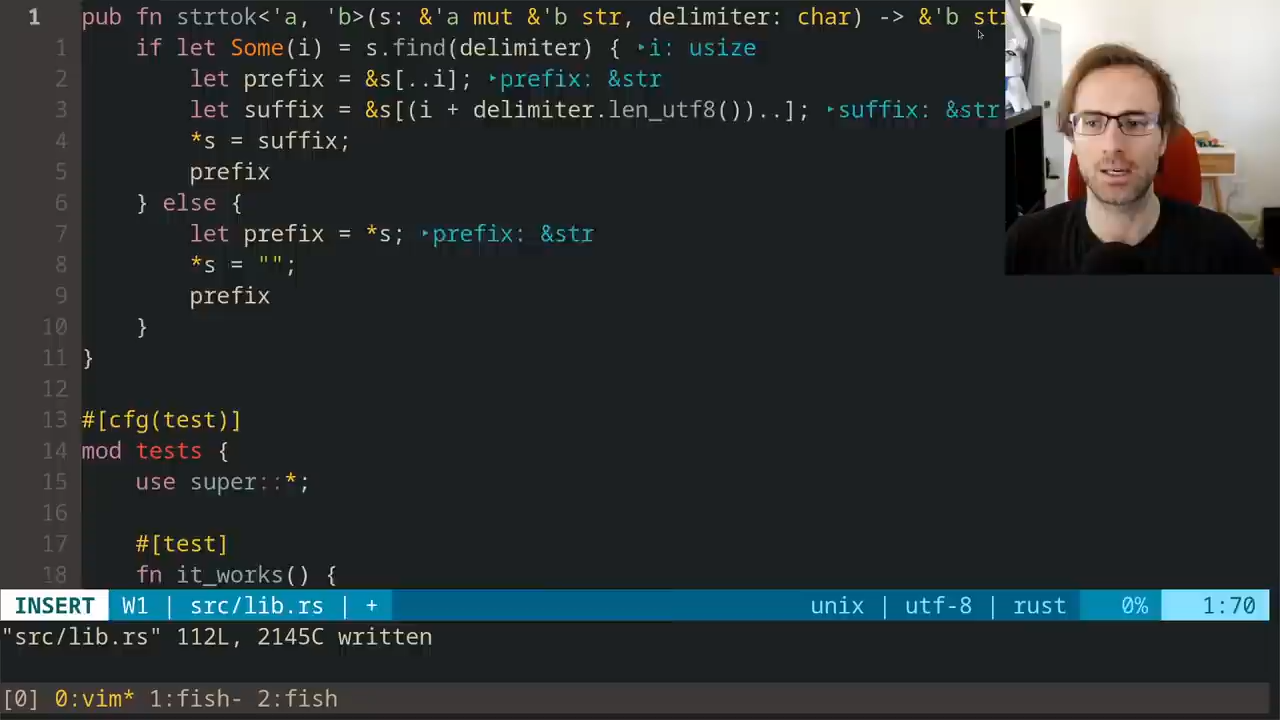 1 pub fn strtok<'a, 'b>(s: &'a mut &'b str, delimiter: char) -> &'b str
1 if let Some(i) = s.find(delimiter) { ‣i: usize
2 let prefix = &s[..i]; ‣prefix: &str
3 let suffix = &s[(i + delimiter.len_utf8())..]; ‣suffix: &str
4 *s = suffix;
5 prefix
6 } else {
7 let prefix = *s; ‣prefix: &str
8 *s = "";
9 prefix
10 }
11 }
12
13 #[cfg(test)]
14 mod tests {
15 use super::*;
16
17 #[test]
18 fn it_works() {
INSERT W1 | src/lib.rs | + unix | utf-8 | rust 0% 1:70
"src/lib.rs" 112L, 2145C written
[0] 0:vim* 1:fish- 2:fish